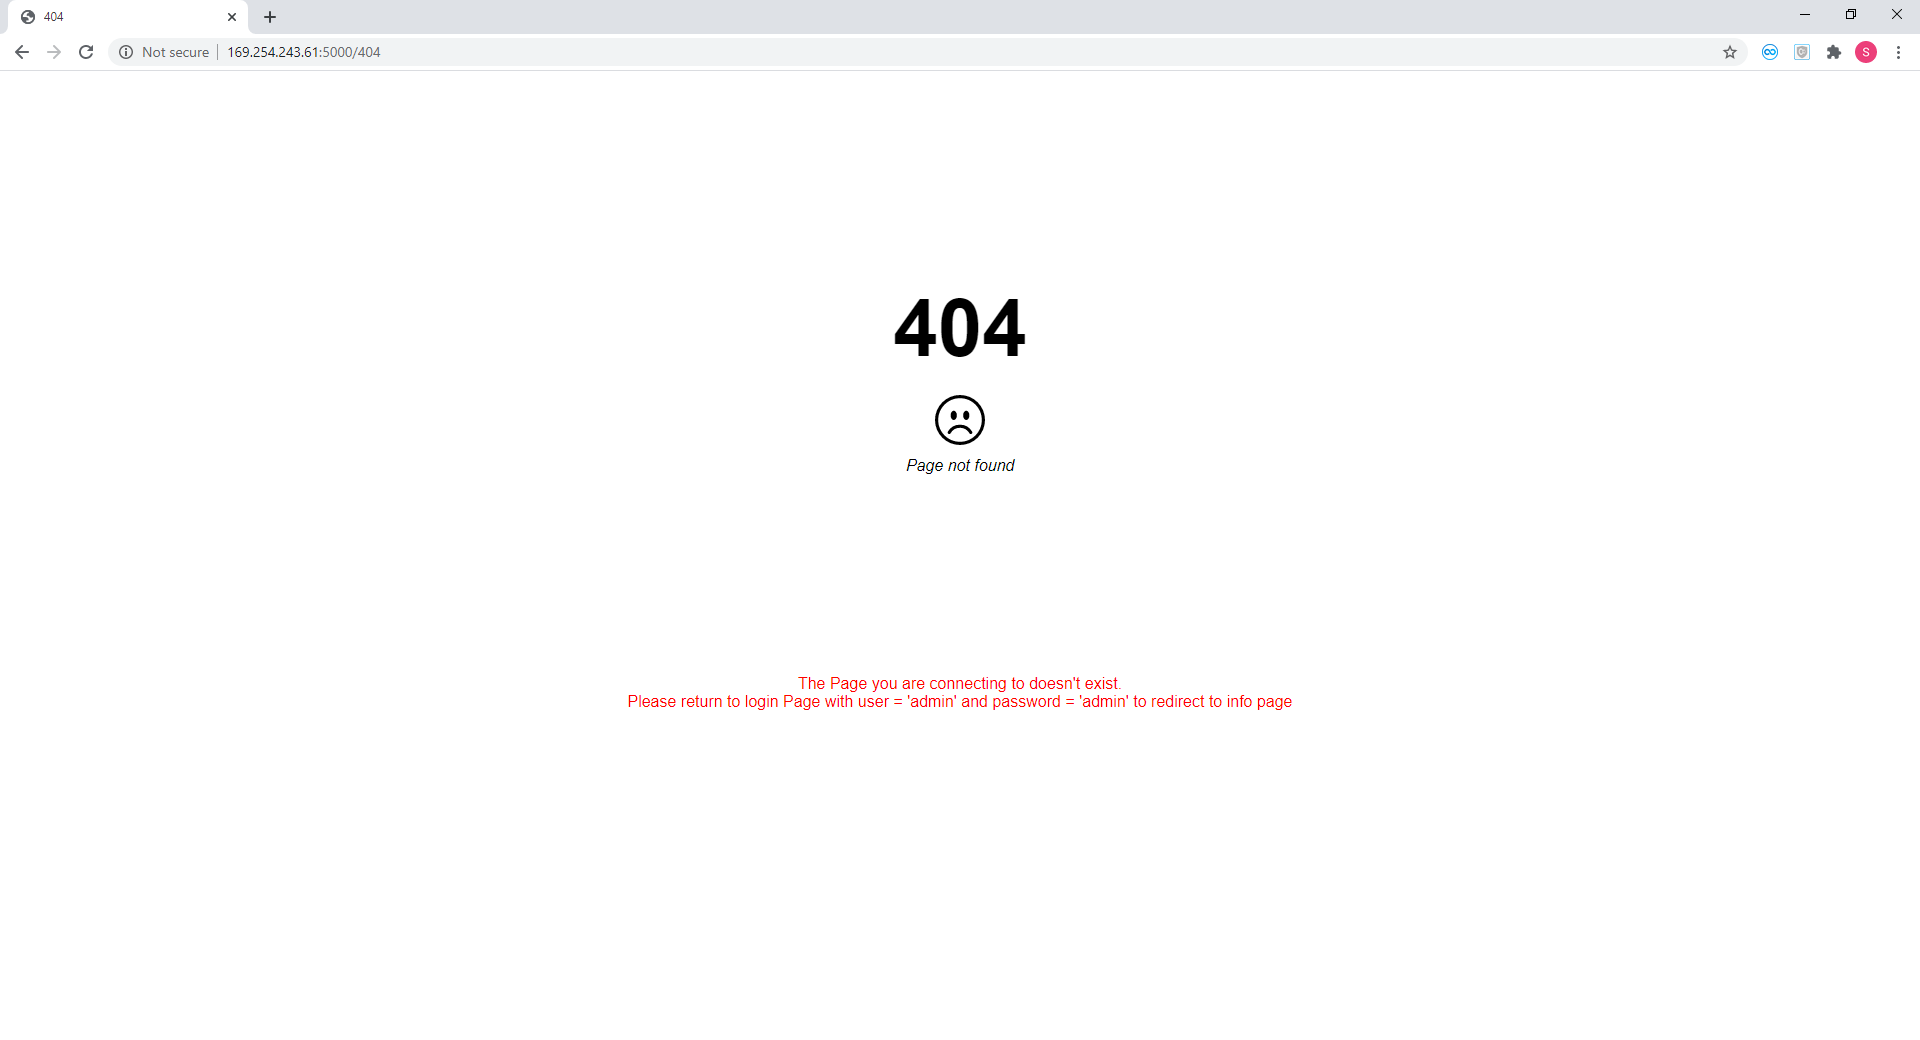 404
Not secure
169.254.243.61:5000/404
S
404
Page not found
The Page you are connecting to doesn't exist.
Please return to login Page with user = 'admin' and password = 'admin' to redirect to info page